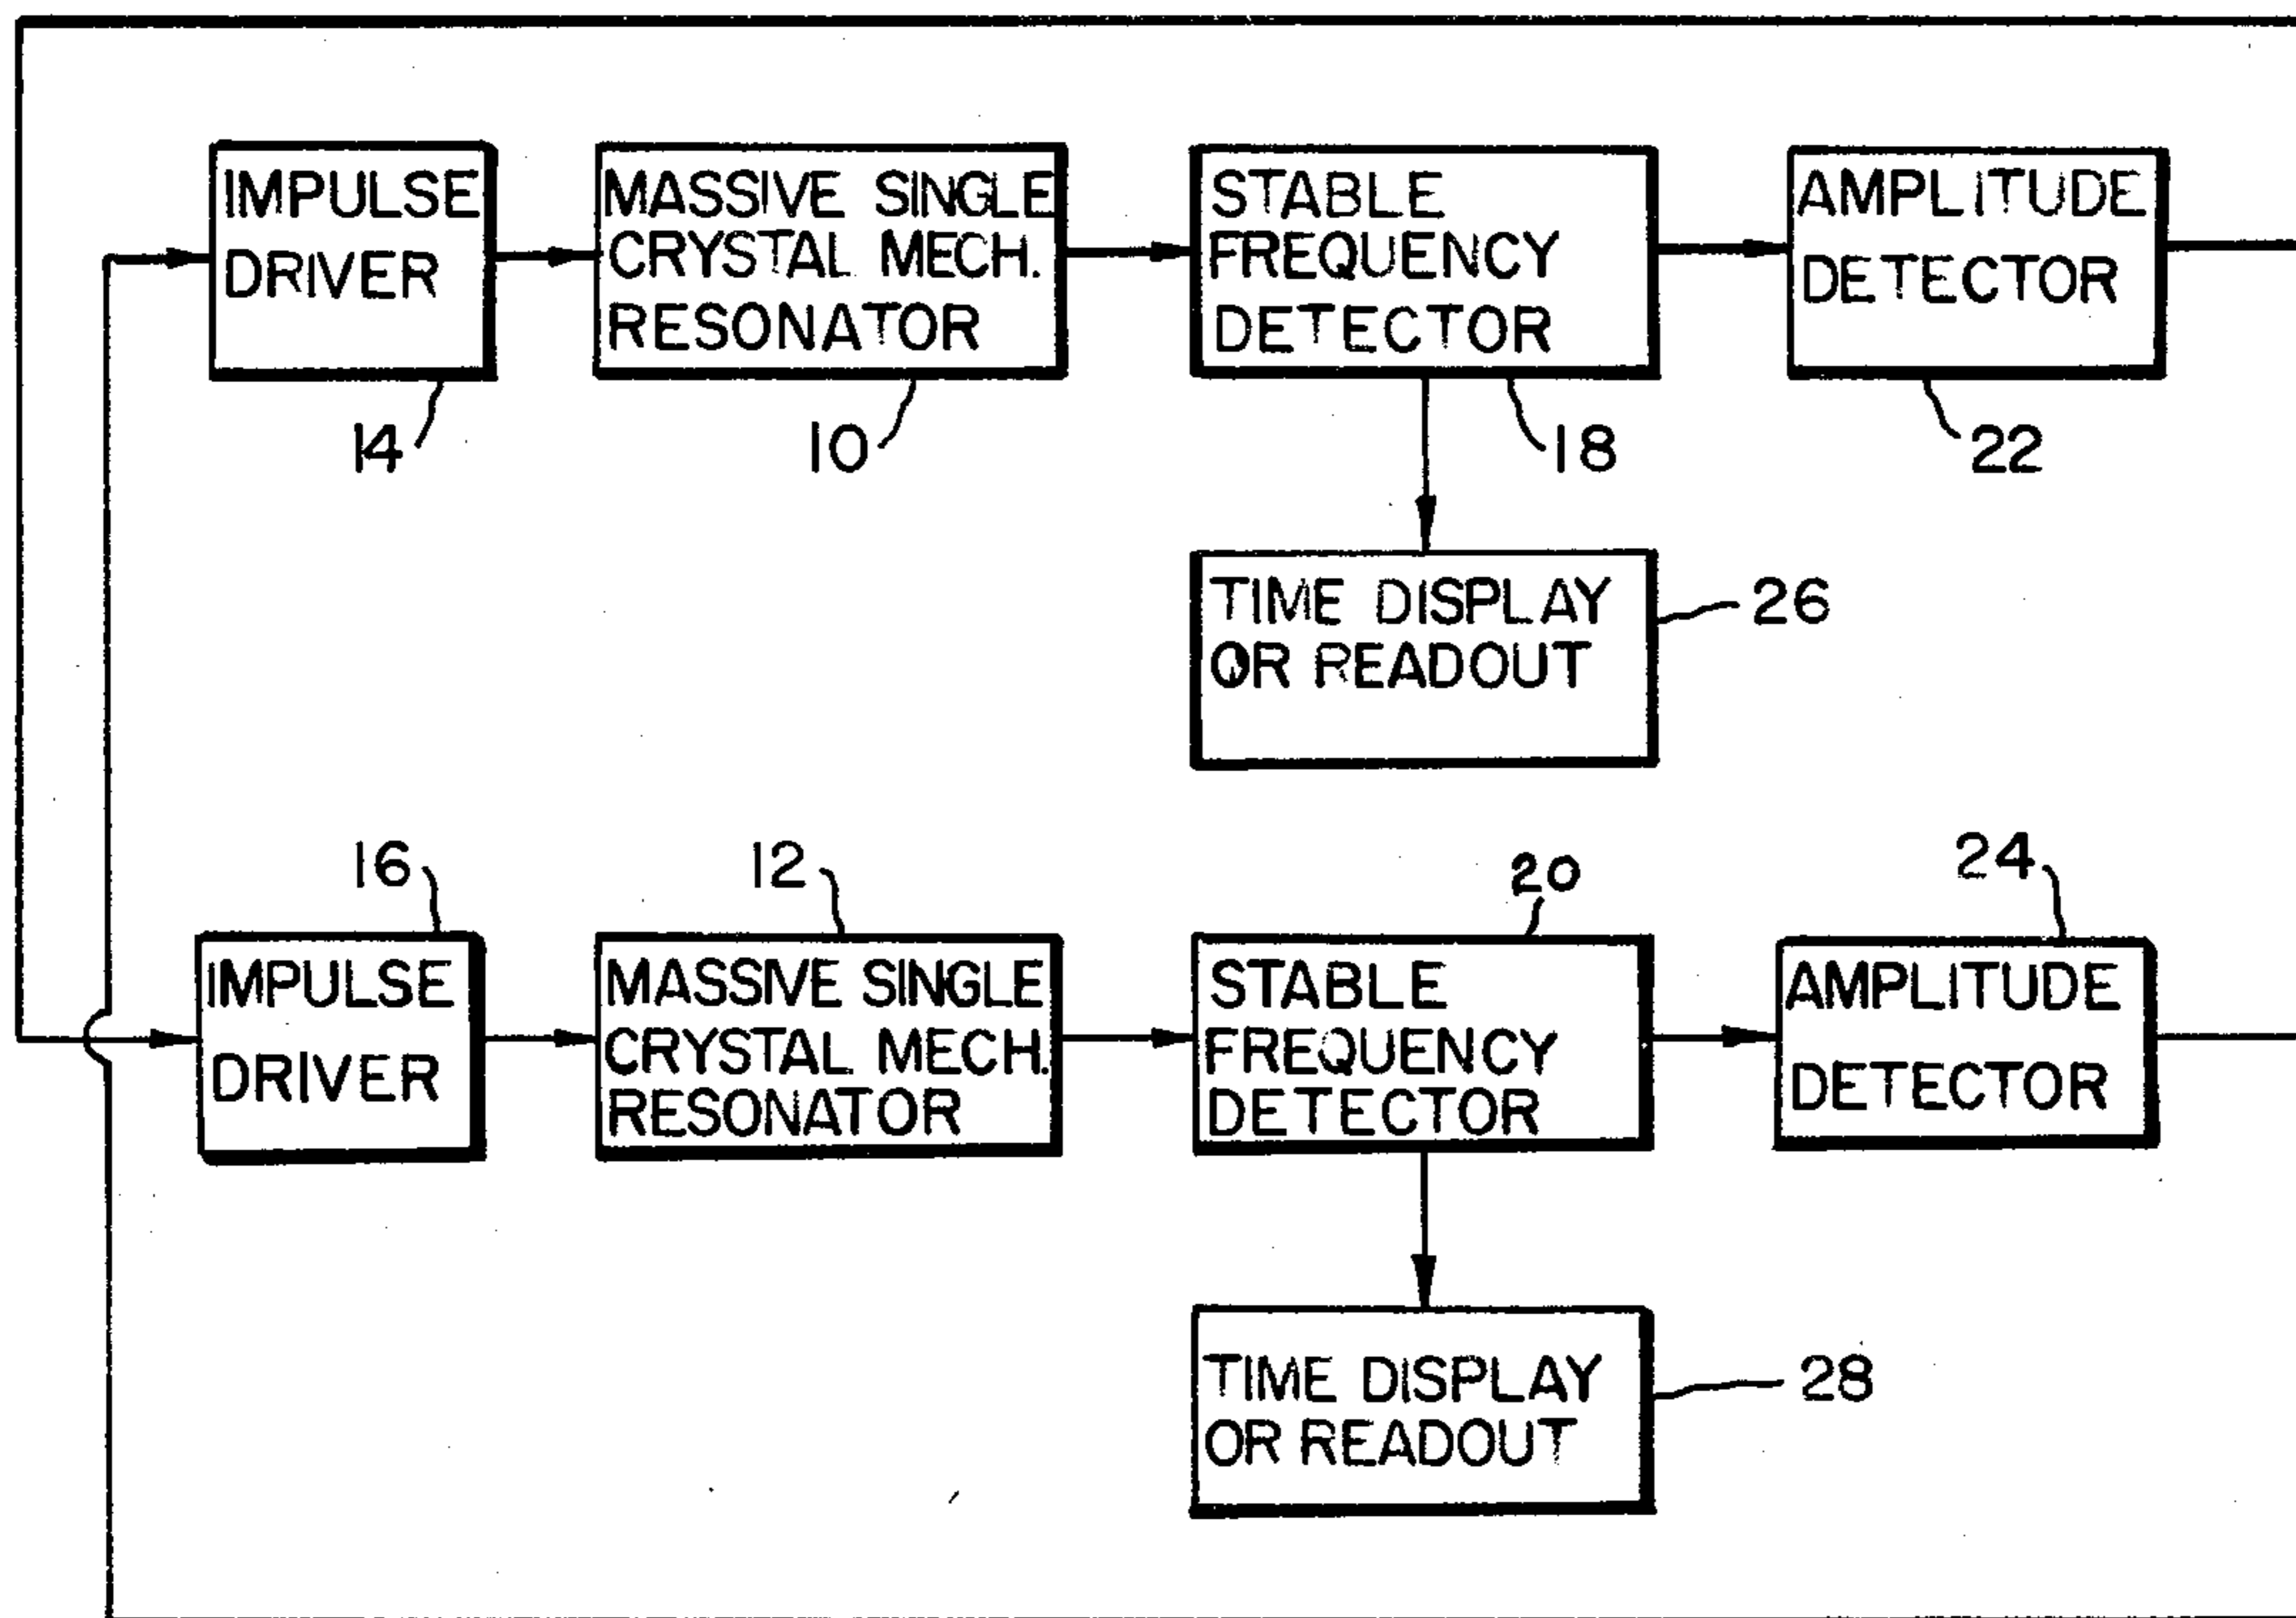 IMPULSE
DRIVER
14
MASSIVE SINGLE
CRYSTAL MECH.
RESONATOR
10
STABLE
FREQUENCY
DETECTOR
18
AMPLITUDE
DETECTOR
22
TIME DISPLAY
OR READOUT
26
16
IMPULSE
DRIVER
12
MASSIVE SINGLE
CRYSTAL MECH.
RESONATOR
20
STABLE
FREQUENCY
DETECTOR
24
AMPLITUDE
DETECTOR
TIME DISPLAY
OR READOUT
28